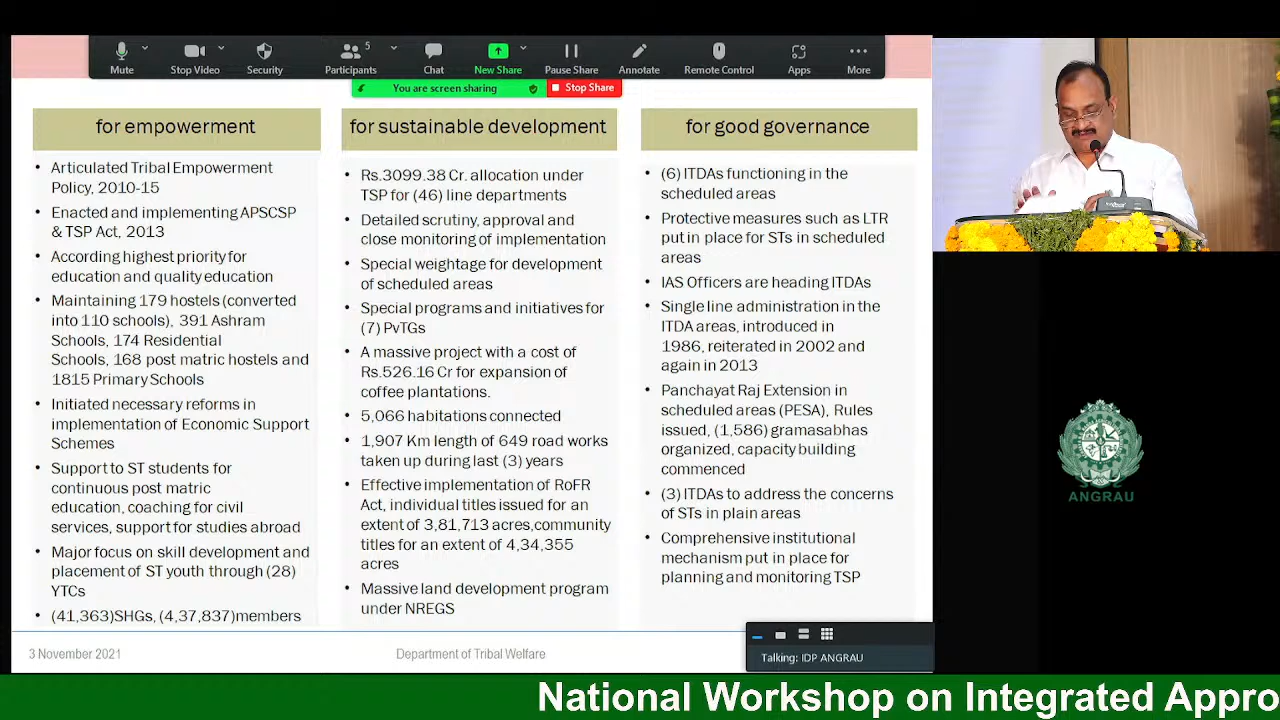 Mute
Stop Video
Security
Participants
5
Chat
New Share
Pause Share
Annotate
Remote Control
Apps
More
You are screen sharing
Stop Share
for empowerment
• Articulated Tribal Empowerment
Policy, 2010-15
• Enacted and implementing APSCSP
& TSP Act, 2013
• According highest priority for
education and quality education
• Maintaining 179 hostels (converted
into 110 schools), 391 Ashram
Schools, 174 Residential
Schools, 168 post matric hostels and
1815 Primary Schools
• Initiated necessary reforms in
implementation of Economic Support
Schemes
• Support to ST students for
continuous post matric
education, coaching for civil
services, support for studies abroad
• Major focus on skill development and
placement of ST youth through (28)
YTCs
• (41,363)SHGs, (4,37,837)members
for sustainable development
• Rs.3099.38 Cr. allocation under
TSP for (46) line departments
• Detailed scrutiny, approval and
close monitoring of implementation
• Special weightage for development
of scheduled areas
• Special programs and initiatives for
(7) PvTGs
• A massive project with a cost of
Rs.526.16 Cr for expansion of
coffee plantations.
• 5,066 habitations connected
• 1,907 Km length of 649 road works
taken up during last (3) years
• Effective implementation of RoFR
Act, individual titles issued for an
extent of 3,81,713 acres,community
titles for an extent of 4,34,355
acres
• Massive land development program
under NREGS
for good governance
• (6) ITDAs functioning in the
scheduled areas
• Protective measures such as LTR
put in place for STs in scheduled
areas
• IAS Officers are heading ITDAs
• Single line administration in the
ITDA areas, introduced in
1986, reiterated in 2002 and
again in 2013
• Panchayat Raj Extension in
scheduled areas (PESA), Rules
issued, (1,586) gramasabhas
organized, capacity building
commenced
• (3) ITDAs to address the concerns
of STs in plain areas
• Comprehensive institutional
mechanism put in place for
planning and monitoring TSP
3 November 2021
Department of Tribal Welfare
Talking: IDP ANGRAU
ANGRAU
National Workshop on Integrated Appro